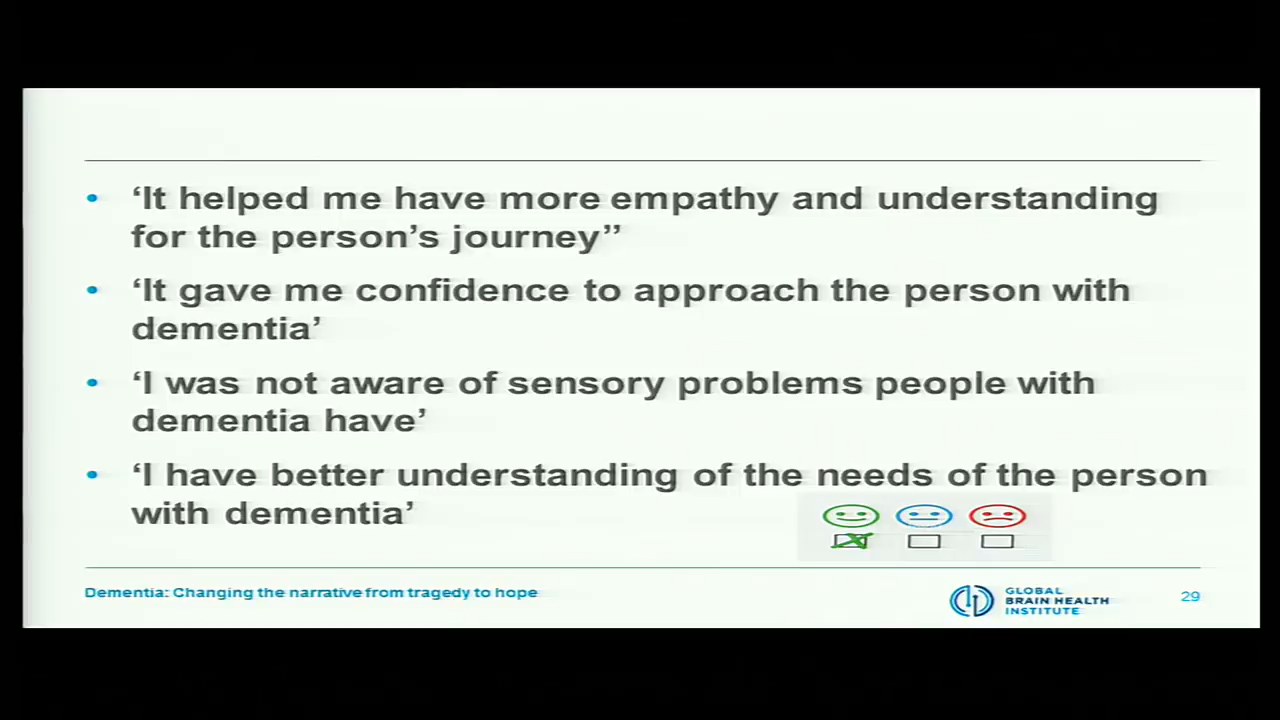 • ‘It helped me have more empathy and understanding
for the person’s journey’’
• ‘It gave me confidence to approach the person with
dementia’
• ‘I was not aware of sensory problems people with
dementia have’
• ‘I have better understanding of the needs of the person
with dementia’
Dementia: Changing the narrative from tragedy to hope
GLOBAL
BRAIN HEALTH
INSTITUTE
29